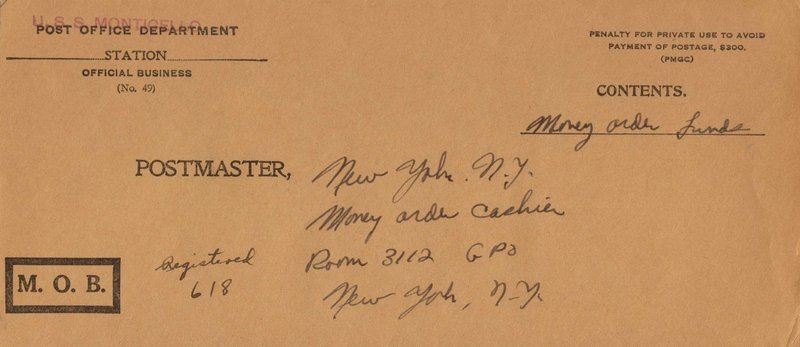 U. S. S. MONTICELLO
POST OFFICE DEPARTMENT
STATION
OFFICIAL BUSINESS
(No. 49)
PENALTY FOR PRIVATE USE TO AVOID
PAYMENT OF POSTAGE, $300.
(PMGC)
CONTENTS.
Money order funds
POSTMASTER, New York. N.Y.
Money order Cashier
Room 3112 GPO
New York, N-Y.
Registered
618
M. O. B.